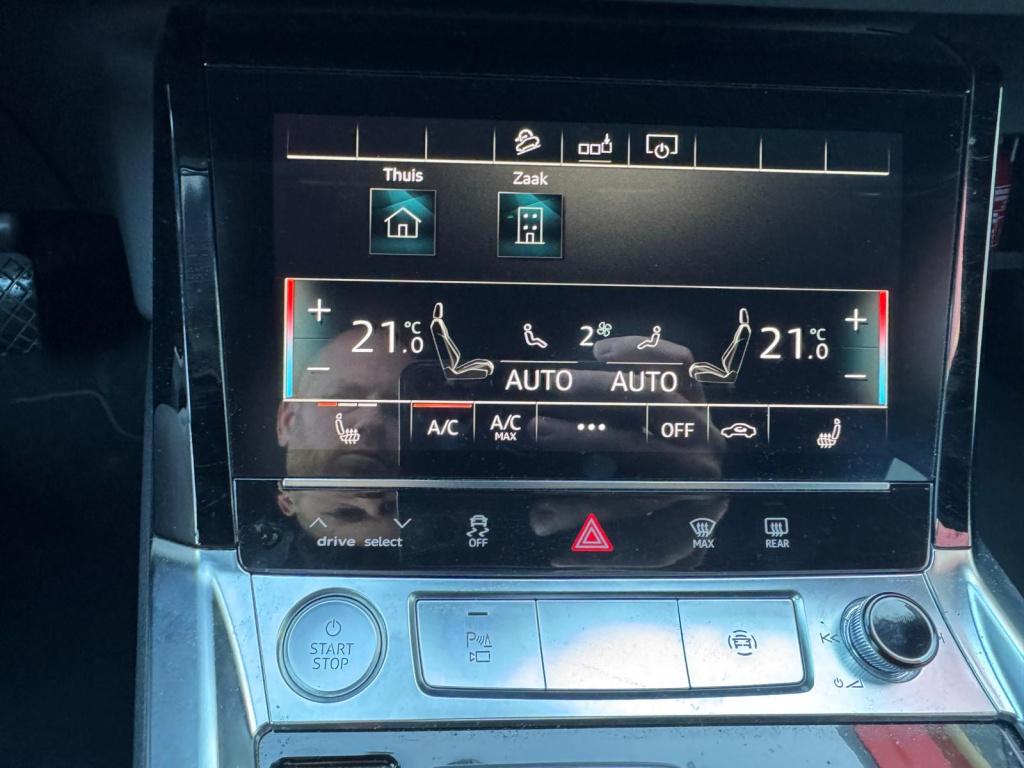 Thuis Zaak
+ +
21.0 °C 2 21.0 °C
− −
AUTO AUTO
A/C A/C MAX ••• OFF
drive select OFF MAX REAR
START
STOP
P